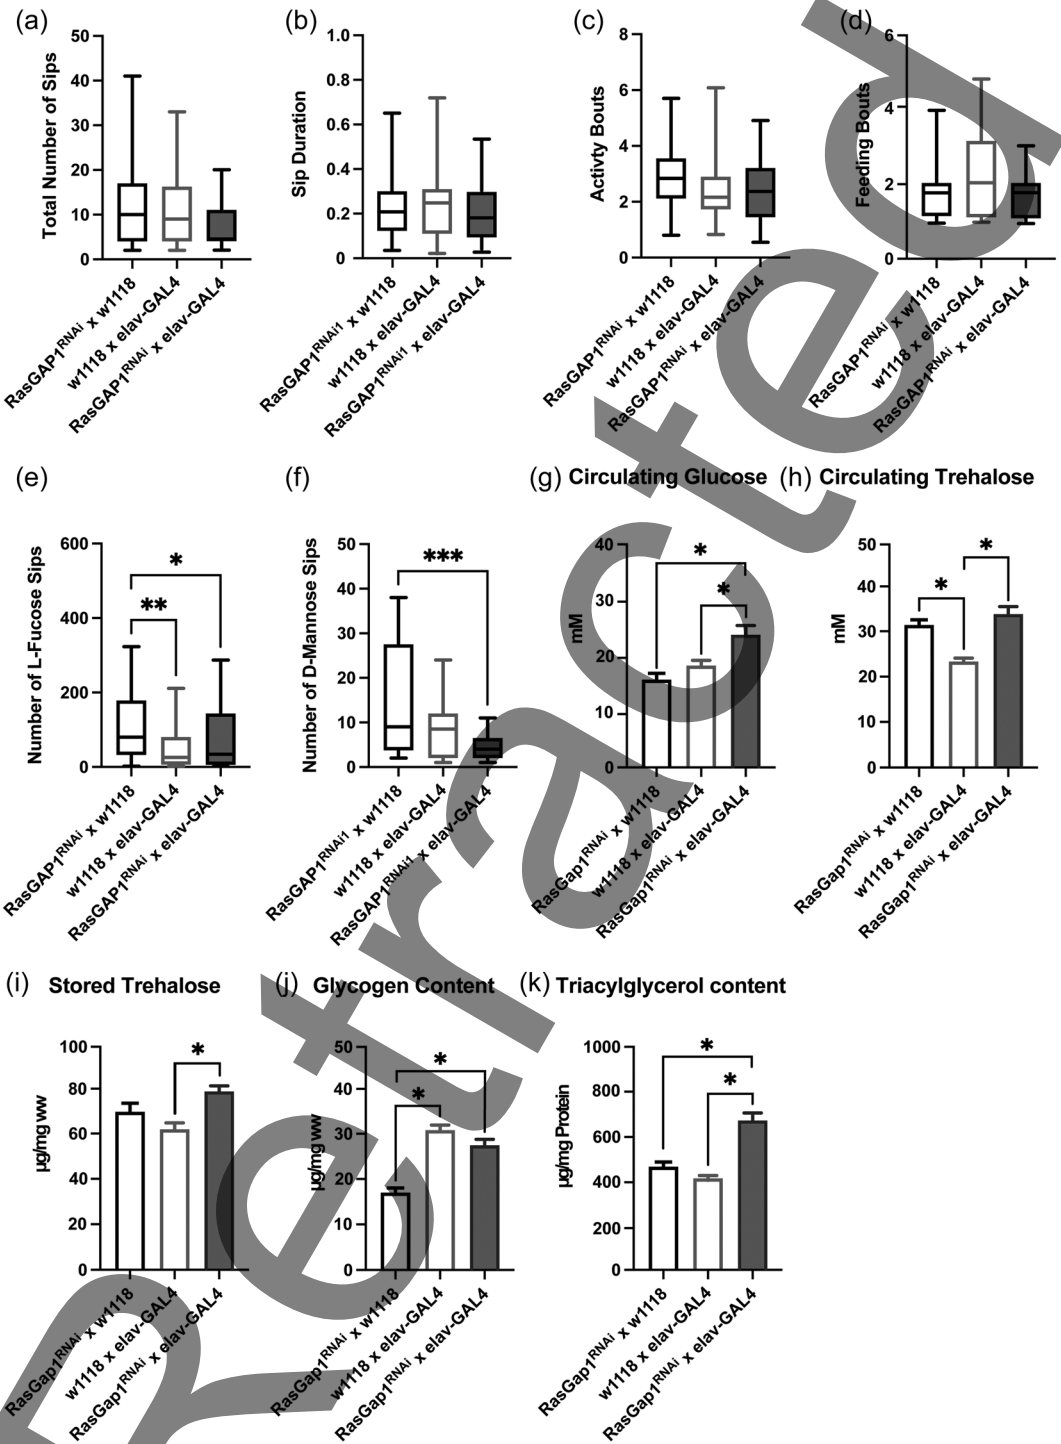 (a)
Total Number of Sips
50
40
30
20
10
0
RasGAP1RNAi x w1118
w1118 x elav-GAL4
RasGAP1RNAi x elav-GAL4
(b)
Sip Duration
1.0
0.8
0.6
0.4
0.2
0
RasGAP1RNAi1 x w1118
w1118 x elav-GAL4
RasGAP1RNAi1 x elav-GAL4
(c)
Activty Bouts
8
6
4
2
0
RasGAP1RNAi x w1118
w1118 x elav-GAL4
RasGAP1RNAi x elav-GAL4
(d)
Feeding Bouts
6
4
2
0
RasGAP1RNAi x w1118
w1118 x elav-GAL4
RasGAP1RNAi x elav-GAL4
(e)
Number of L-Fucose Sips
600
400
200
0
*
**
RasGAP1RNAi x w1118
w1118 x elav-GAL4
RasGAP1RNAi x elav-GAL4
(f)
Number of D-Mannose Sips
50
40
30
20
10
0
***
RasGAP1RNAi1 x w1118
w1118 x elav-GAL4
RasGAP1RNAi1 x elav-GAL4
(g) Circulating Glucose
mM
40
30
20
10
0
*
*
RasGap1RNAi x w1118
w1118 x elav-GAL4
RasGap1RNAi x elav-GAL4
(h) Circulating Trehalose
mM
50
40
30
20
10
0
*
*
RasGap1RNAi x w1118
w1118 x elav-GAL4
RasGap1RNAi x elav-GAL4
(i) Stored Trehalose
µg/mg ww
100
80
60
40
20
0
*
RasGap1RNAi x w1118
w1118 x elav-GAL4
RasGap1RNAi x elav-GAL4
(j) Glycogen Content
µg/mg ww
50
40
30
20
10
0
*
*
RasGap1RNAi x w1118
w1118 x elav-GAL4
RasGap1RNAi x elav-GAL4
(k) Triacylglycerol content
µg/mg Protein
1000
800
600
400
200
0
*
*
RasGap1RNAi x w1118
w1118 x elav-GAL4
RasGap1RNAi x elav-GAL4
Retracted